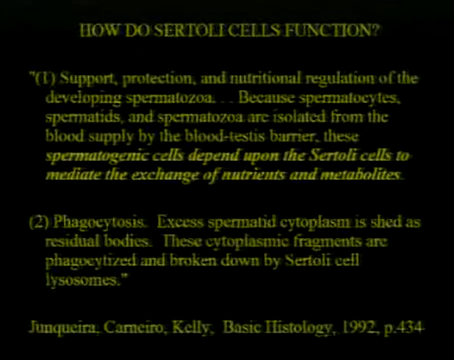 HOW DO SERTOLI CELLS FUNCTION?
"(1) Support, protection, and nutritional regulation of the
developing spermatozoa. . . Because spermatocytes,
spermatids, and spermatozoa are isolated from the
blood supply by the blood-testis barrier, these
spermatogenic cells depend upon the Sertoli cells to
mediate the exchange of nutrients and metabolites.
(2) Phagocytosis. Excess spermatid cytoplasm is shed as
residual bodies. These cytoplasmic fragments are
phagocytized and broken down by Sertoli cell
lysosomes."
Junqueira, Carneiro, Kelly, Basic Histology, 1992, p.434